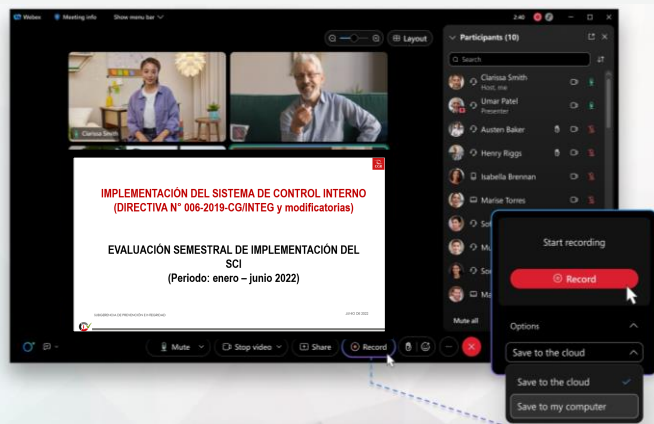 Webex
Meeting info
Show menu bar
2:40
Layout
Participants (10)
Search
Clarissa Smith
Host, me
Umar Patel
Presenter
Austen Baker
Henry Riggs
Isabella Brennan
Marise Torres
Clarissa Smith
IMPLEMENTACIÓN DEL SISTEMA DE CONTROL INTERNO
(DIRECTIVA N° 006-2019-CG/INTEG y modificatorias)
EVALUACIÓN SEMESTRAL DE IMPLEMENTACIÓN DEL
SCI
(Periodo: enero – junio 2022)
JUNIO DE 2022
Mute all
Mute
Stop video
Share
Record
Start recording
Record
Options
Save to the cloud
Save to the cloud
Save to my computer